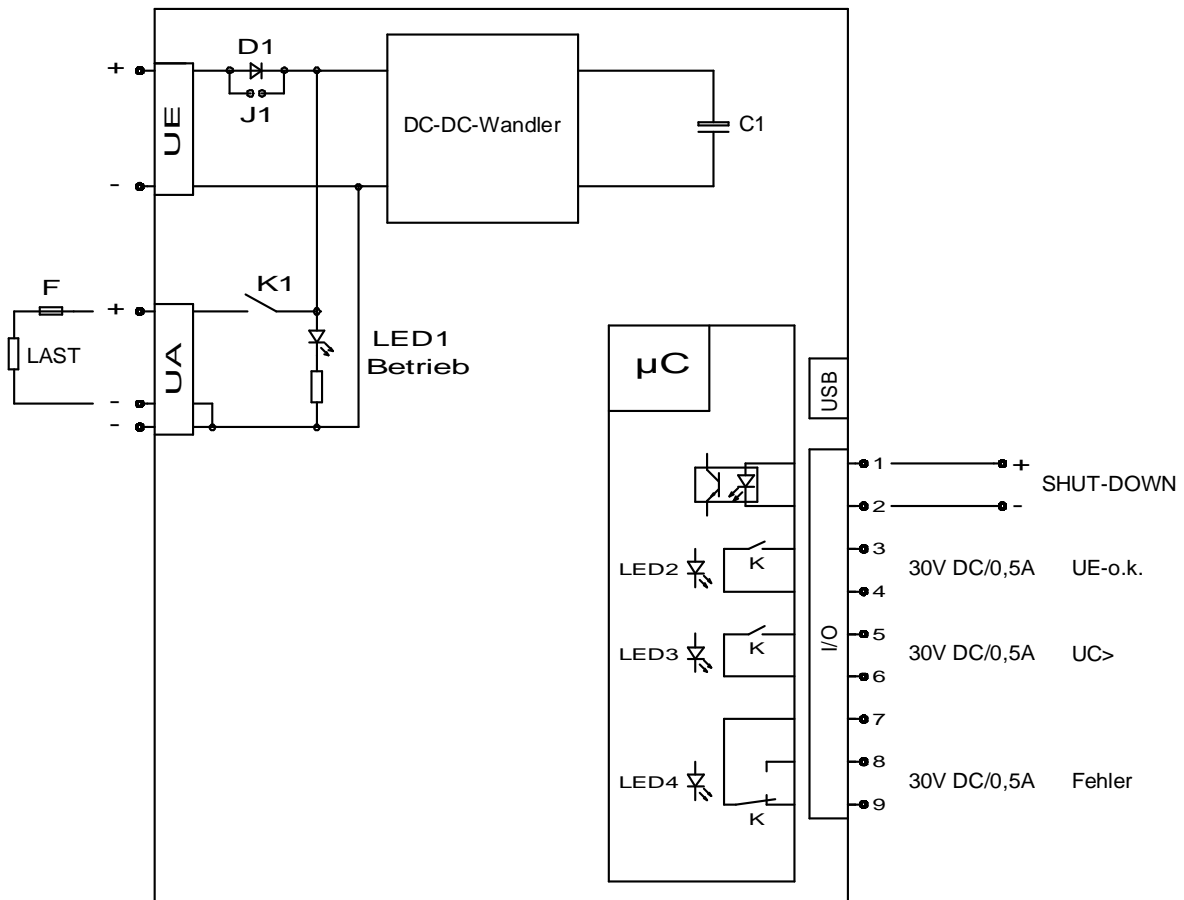 D1
+
J1
UE
DC-DC-Wandler
C1
-
F
+
K1
LAST
UA
LED1
Betrieb
-
-
µC
USB
1
+
SHUT-DOWN
2
-
I/O
3
LED2
K
30V DC/0,5A
UE-o.k.
4
5
LED3
K
30V DC/0,5A
UC>
6
7
8
LED4
30V DC/0,5A
Fehler
9
K